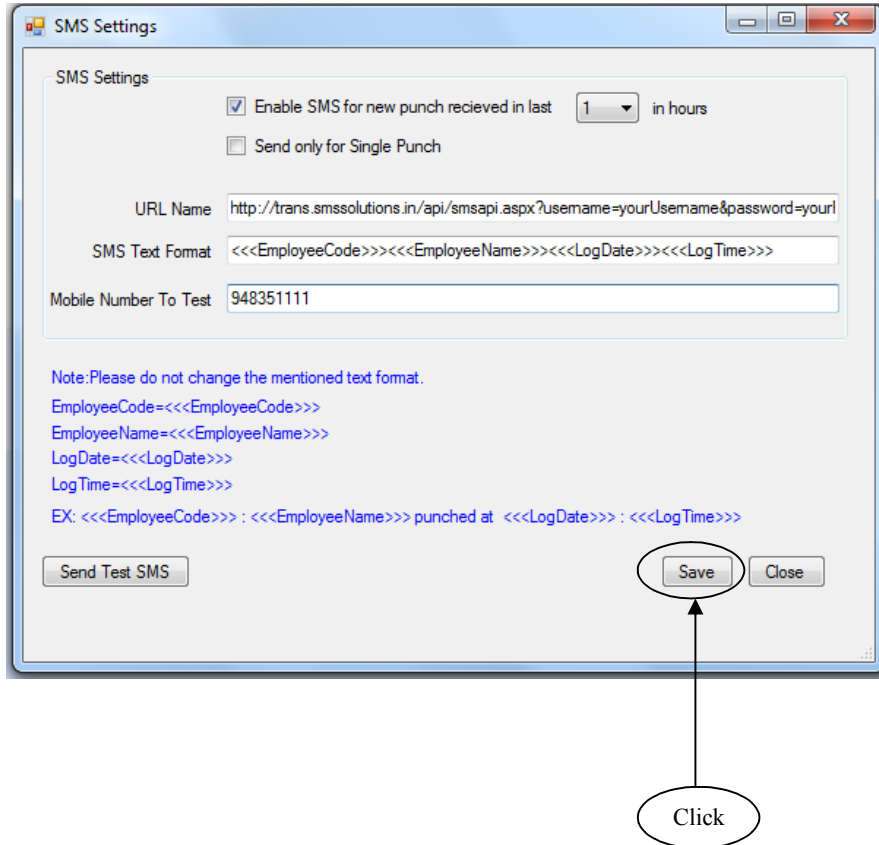 SMS Settings
SMS Settings
Enable SMS for new punch recieved in last 1 in hours
Send only for Single Punch
URL Name http://trans.smssolutions.in/api/smsapi.aspx?username=yourUsername&password=yourl
SMS Text Format <<<EmployeeCode>>><<<EmployeeName>>><<<LogDate>>><<<LogTime>>>
Mobile Number To Test 948351111
Note:Please do not change the mentioned text format.
EmployeeCode=<<<EmployeeCode>>>
EmployeeName=<<<EmployeeName>>>
LogDate=<<<LogDate>>>
LogTime=<<<LogTime>>>
EX: <<<EmployeeCode>>> : <<<EmployeeName>>> punched at <<<LogDate>>> : <<<LogTime>>>
Send Test SMS Save Close
Click